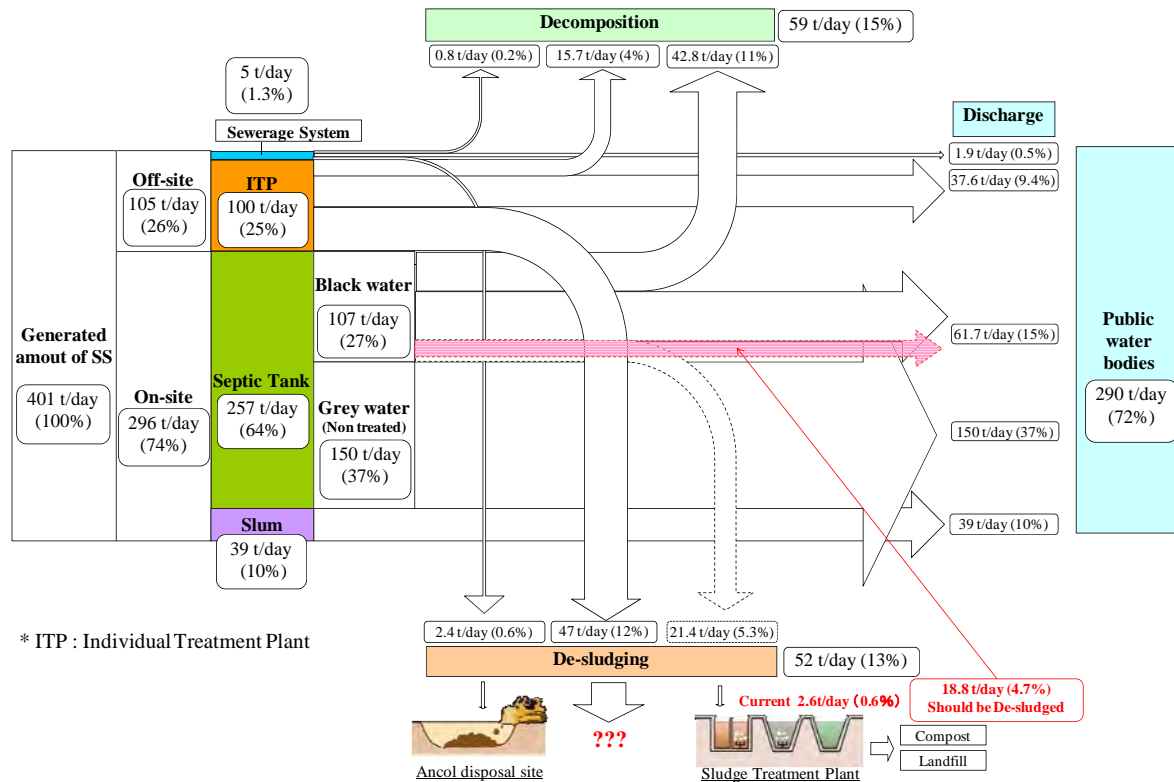 Decomposition
59 t/day (15%)
0.8 t/day (0.2%)
15.7 t/day (4%)
42.8 t/day (11%)
5 t/day
(1.3%)
Sewerage System
Discharge
1.9 t/day (0.5%)
37.6 t/day (9.4%)
61.7 t/day (15%)
150 t/day (37%)
39 t/day (10%)
Off-site
105 t/day
(26%)
ITP
100 t/day
(25%)
Generated
amout of SS
401 t/day
(100%)
On-site
296 t/day
(74%)
Septic Tank
257 t/day
(64%)
Black water
107 t/day
(27%)
Grey water
(Non treated)
150 t/day
(37%)
Slum
39 t/day
(10%)
Public
water
bodies
290 t/day
(72%)
* ITP : Individual Treatment Plant
2.4 t/day (0.6%)
47 t/day (12%)
21.4 t/day (5.3%)
De-sludging
52 t/day (13%)
Current 2.6t/day (0.6%)
18.8 t/day (4.7%)
Should be De-sludged
???
Ancol disposal site
Sludge Treatment Plant
Compost
Landfill